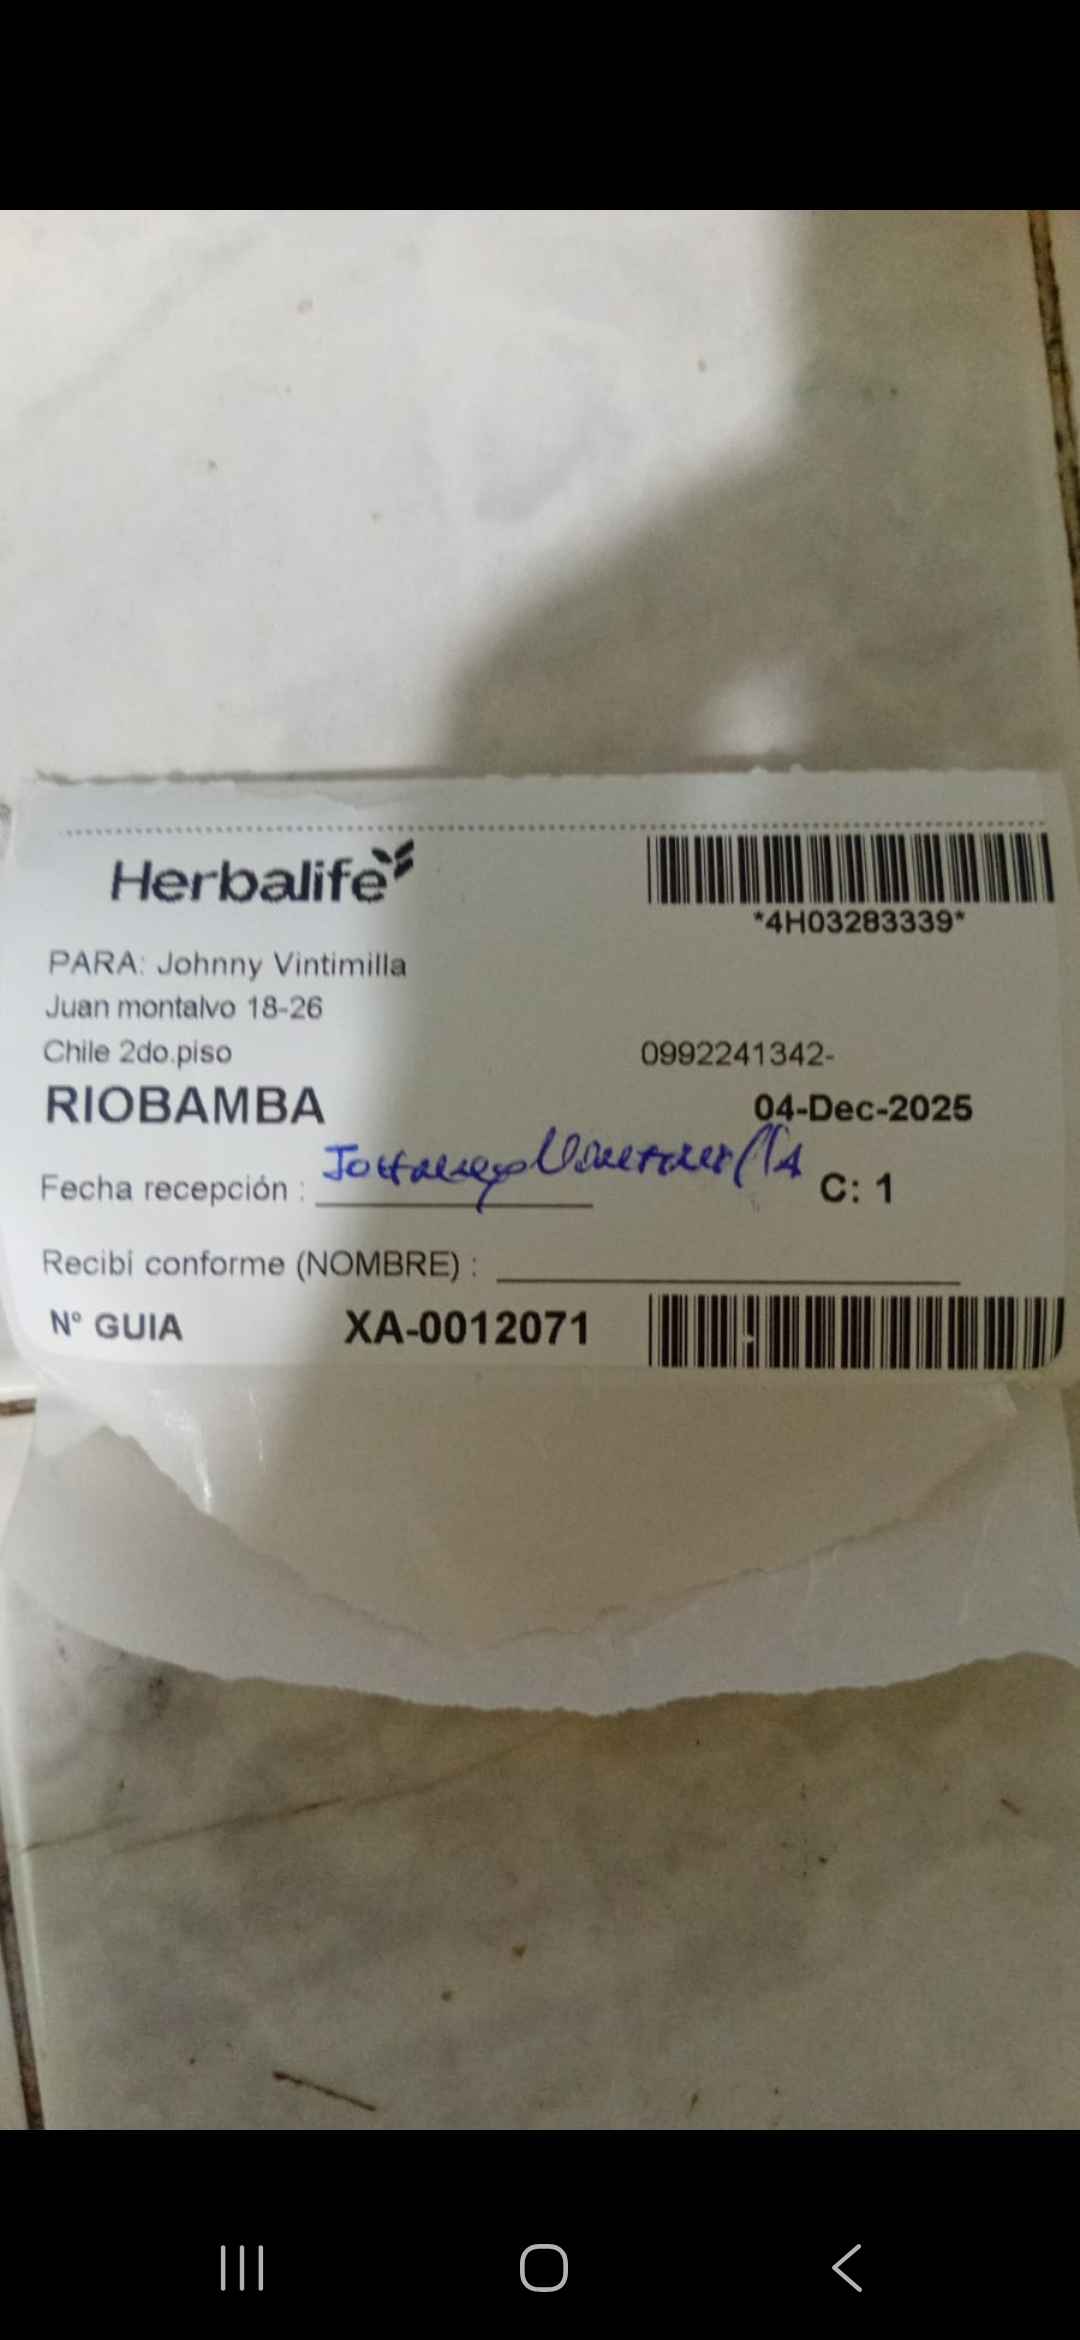 Herbalife
*4H03283339*
PARA: Johnny Vintimilla
Juan montalvo 18-26
Chile 2do.piso
0992241342-
RIOBAMBA
04-Dec-2025
Fecha recepción :
C: 1
Recibí conforme (NOMBRE) :
N° GUIA XA-0012071